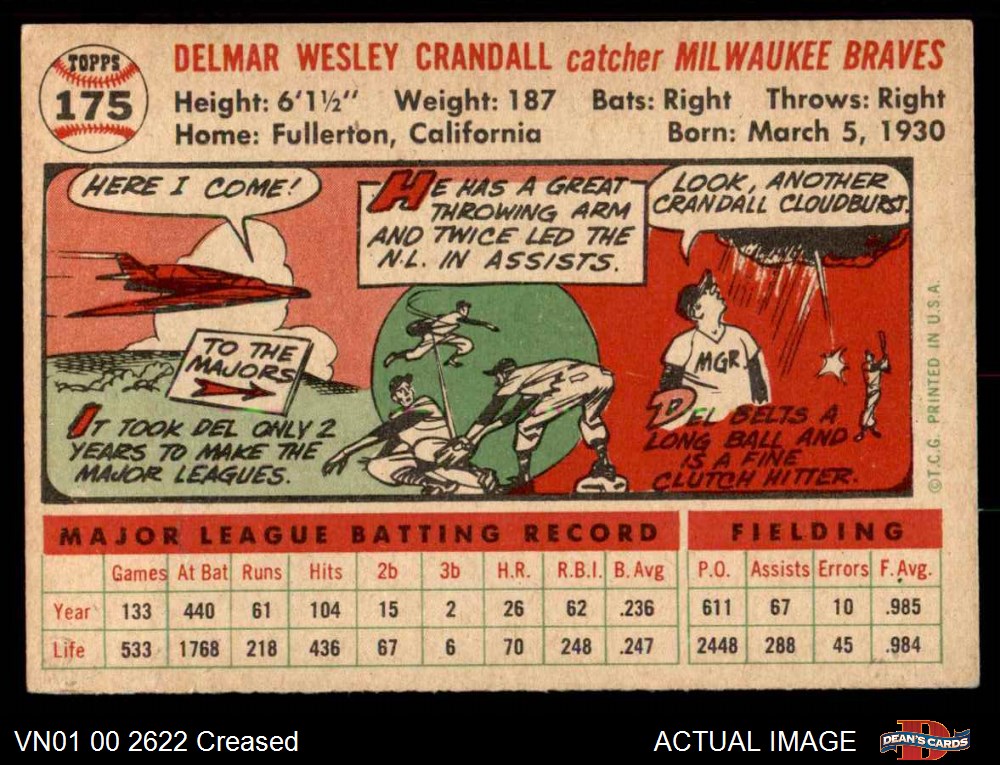 TOPPS
175
DELMAR WESLEY CRANDALL catcher MILWAUKEE BRAVES
Height: 6'1½" Weight: 187 Bats: Right Throws: Right
Home: Fullerton, California Born: March 5, 1930
HERE I COME!
TO THE
MAJORS
IT TOOK DEL ONLY 2
YEARS TO MAKE THE
MAJOR LEAGUES.
HE HAS A GREAT
THROWING ARM
AND TWICE LED THE
N.L. IN ASSISTS.
LOOK, ANOTHER
CRANDALL CLOUDBURST.
MGR.
DEL BELTS A
LONG BALL AND
IS A FINE
CLUTCH HITTER.
©T.C.G. PRINTED IN U.S.A.
MAJOR LEAGUE BATTING RECORD FIELDING
Games At Bat Runs Hits 2b 3b H.R. R.B.I. B. Avg P.O. Assists Errors F. Avg.
Year 133 440 61 104 15 2 26 62 .236 611 67 10 .985
Life 533 1768 218 436 67 6 70 248 .247 2448 288 45 .984
VN01 00 2622 Creased ACTUAL IMAGE
DEAN'S CARDS